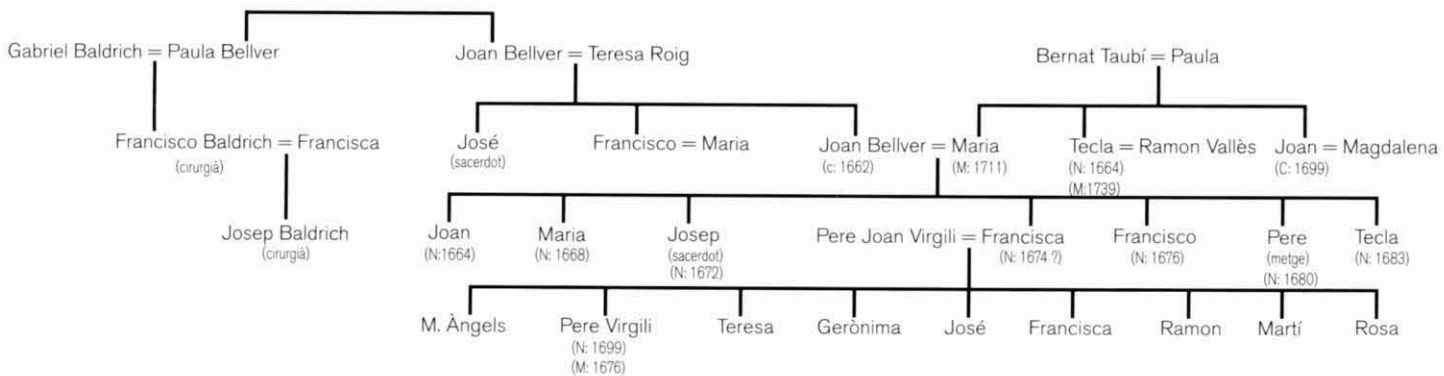 Gabriel Baldrich = Paula Bellver
Joan Bellver = Teresa Roig
Bernat Taubí = Paula
Francisco Baldrich = Francisca
(cirurgià)
José
(sacerdot)
Francisco = Maria
Joan Bellver = Maria
(c: 1662) (M: 1711)
Tecla = Ramon Vallès
(N: 1664)
(M:1739)
Joan = Magdalena
(C: 1699)
Josep Baldrich
(cirurgià)
Joan
(N:1664)
Maria
(N: 1668)
Josep
(sacerdot)
(N: 1672)
Pere Joan Virgili = Francisca
(N: 1674 ?)
Francisco
(N: 1676)
Pere
(metge)
(N: 1680)
Tecla
(N: 1683)
M. Àngels
Pere Virgili
(N: 1699)
(M: 1676)
Teresa
Gerònima
José
Francisca
Ramon
Martí
Rosa